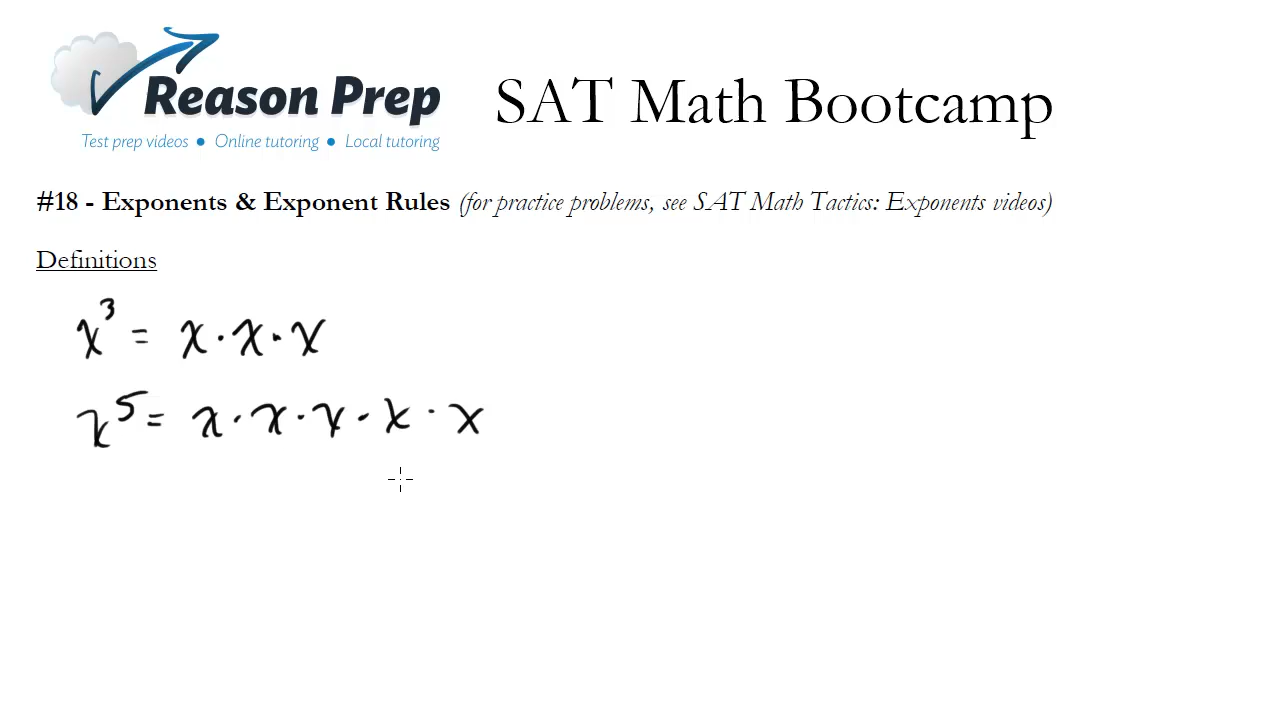 Reason Prep
Test prep videos ● Online tutoring ● Local tutoring
SAT Math Bootcamp
#18 - Exponents & Exponent Rules (for practice problems, see SAT Math Tactics: Exponents videos)
Definitions
x³ = x · x · x
x⁵ = x · x · x · x · x